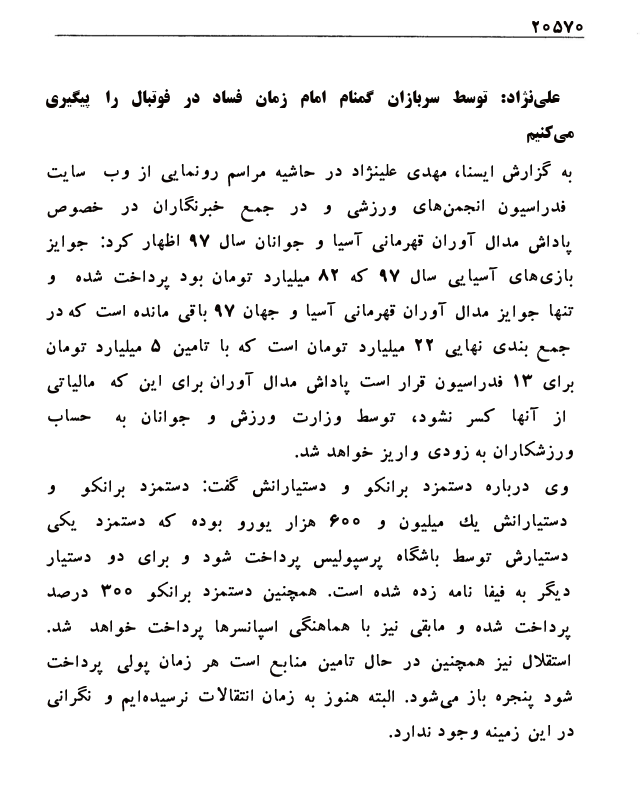 ۲۰۵۷۰
علی‌نژاد: توسط سربازان گمنام امام زمان فساد در فوتبال را پیگیری
می‌کنیم
به گزارش ایسنا، مهدی علینژاد در حاشیه مراسم رونمایی از وب سایت
فدراسیون انجمن‌های ورزشی و در جمع خبرنگاران در خصوص
پاداش مدال آوران قهرمانی آسیا و جوانان سال ۹۷ اظهار کرد: جوایز
بازی‌های آسیایی سال ۹۷ که ۸۲ میلیارد تومان بود پرداخت شده و
تنها جوایز مدال آوران قهرمانی آسیا و جهان ۹۷ باقی مانده است که در
جمع بندی نهایی ۲۲ میلیارد تومان است که با تامین ۵ میلیارد تومان
برای ۱۳ فدراسیون قرار است پاداش مدال آوران برای این که مالیاتی
از آنها کسر نشود، توسط وزارت ورزش و جوانان به حساب
ورزشکاران به زودی واریز خواهد شد.
وی درباره دستمزد برانکو و دستیارانش گفت: دستمزد برانکو و
دستیارانش یك میلیون و ۶۰۰ هزار یورو بوده که دستمزد یکی
دستیارش توسط باشگاه پرسپولیس پرداخت شود و برای دو دستیار
دیگر به فیفا نامه زده شده است. همچنین دستمزد برانکو ۳۰۰ درصد
پرداخت شده و مابقی نیز با هماهنگی اسپانسرها پرداخت خواهد شد.
استقلال نیز همچنین در حال تامین منابع است هر زمان پولی پرداخت
شود پنجره باز می‌شود. البته هنوز به زمان انتقالات نرسیده‌ایم و نگرانی
در این زمینه وجود ندارد.